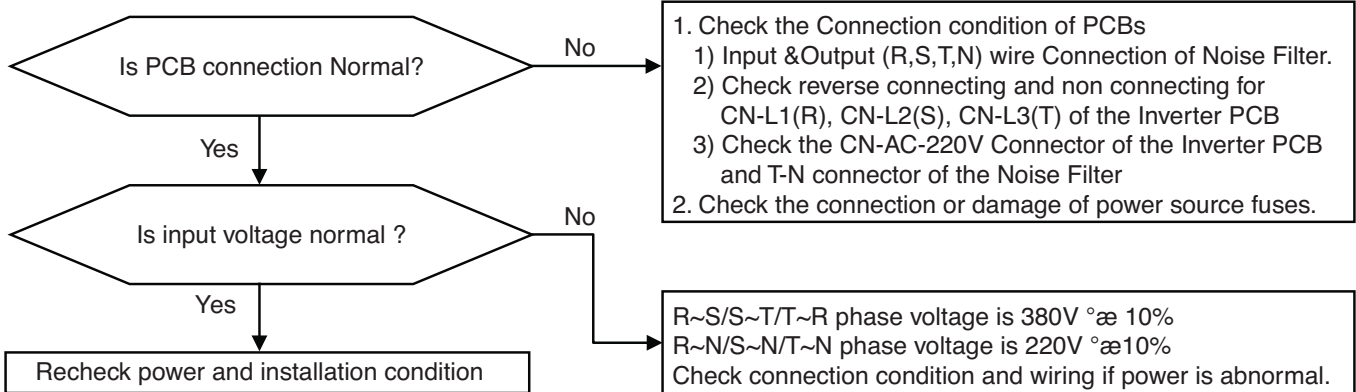 Is PCB connection Normal?
No
1. Check the Connection condition of PCBs
1) Input &Output (R,S,T,N) wire Connection of Noise Filter.
2) Check reverse connecting and non connecting for
CN-L1(R), CN-L2(S), CN-L3(T) of the Inverter PCB
3) Check the CN-AC-220V Connector of the Inverter PCB
and T-N connector of the Noise Filter
2. Check the connection or damage of power source fuses.
Yes
Is input voltage normal ?
No
R~S/S~T/T~R phase voltage is 380V °æ 10%
R~N/S~N/T~N phase voltage is 220V °æ10%
Check connection condition and wiring if power is abnormal.
Yes
Recheck power and installation condition